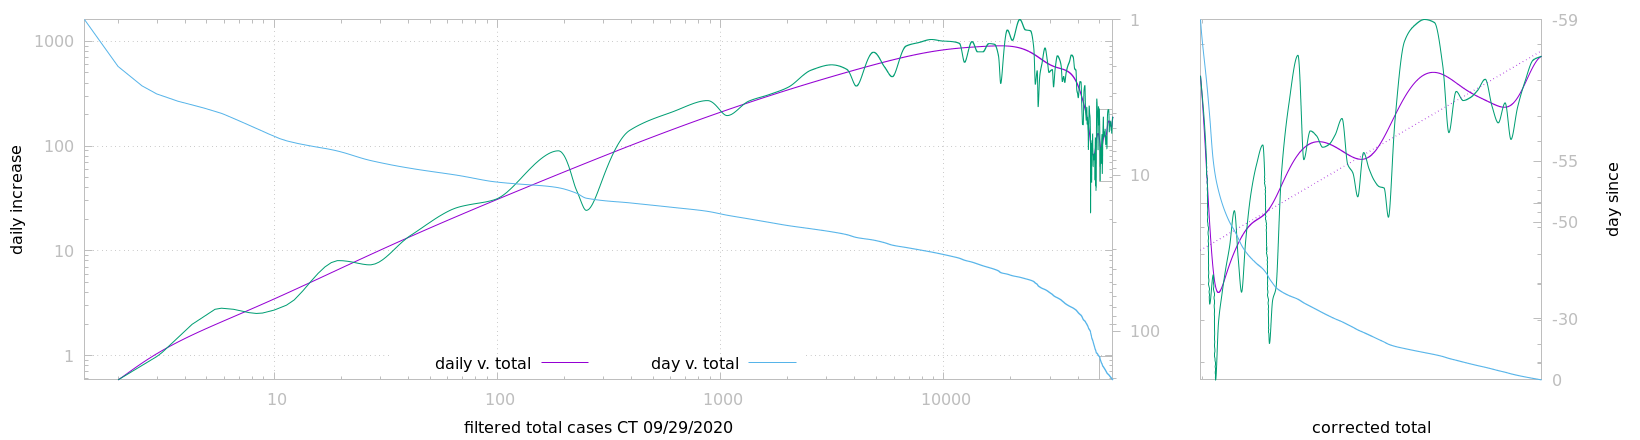 daily increase
1000
100
10
1
10
100
1000
10000
filtered total cases CT 09/29/2020
daily v. total
day v. total
1
10
100
-59
-55
-50
-30
0
day since
corrected total